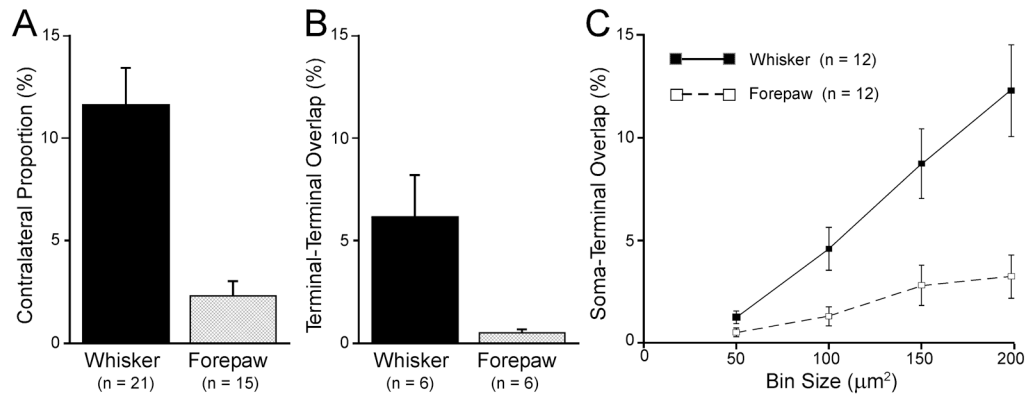 A
Contralateral Proportion (%)
15
10
5
0
Whisker
(n = 21)
Forepaw
(n = 15)
B
Terminal-Terminal Overlap (%)
15
10
5
0
Whisker
(n = 6)
Forepaw
(n = 6)
C
Soma-Terminal Overlap (%)
15
10
5
0
Whisker (n = 12)
Forepaw (n = 12)
0 50 100 150 200
Bin Size (μm²)